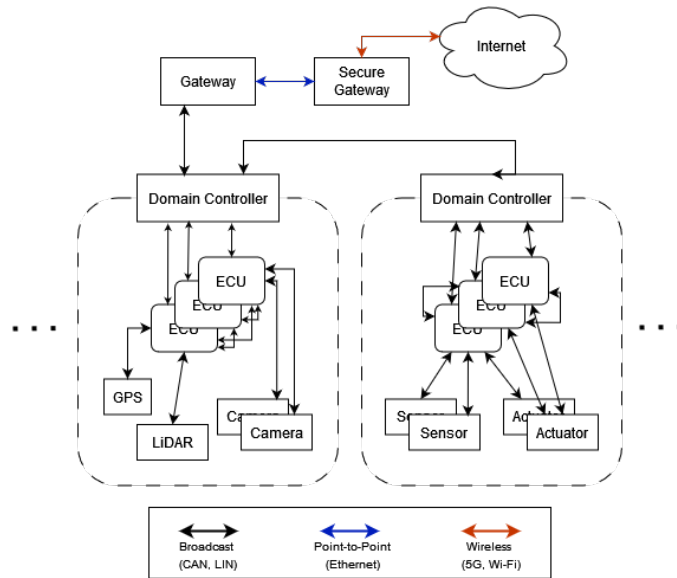 Internet
Gateway
Secure
Gateway
Domain Controller
Domain Controller
ECU
ECU
ECU
ECU
ECU
ECU
GPS
LiDAR
Camera
Camera
Sensor
Sensor
Actuator
Actuator
Broadcast
(CAN, LIN)
Point-to-Point
(Ethernet)
Wireless
(5G, Wi-Fi)